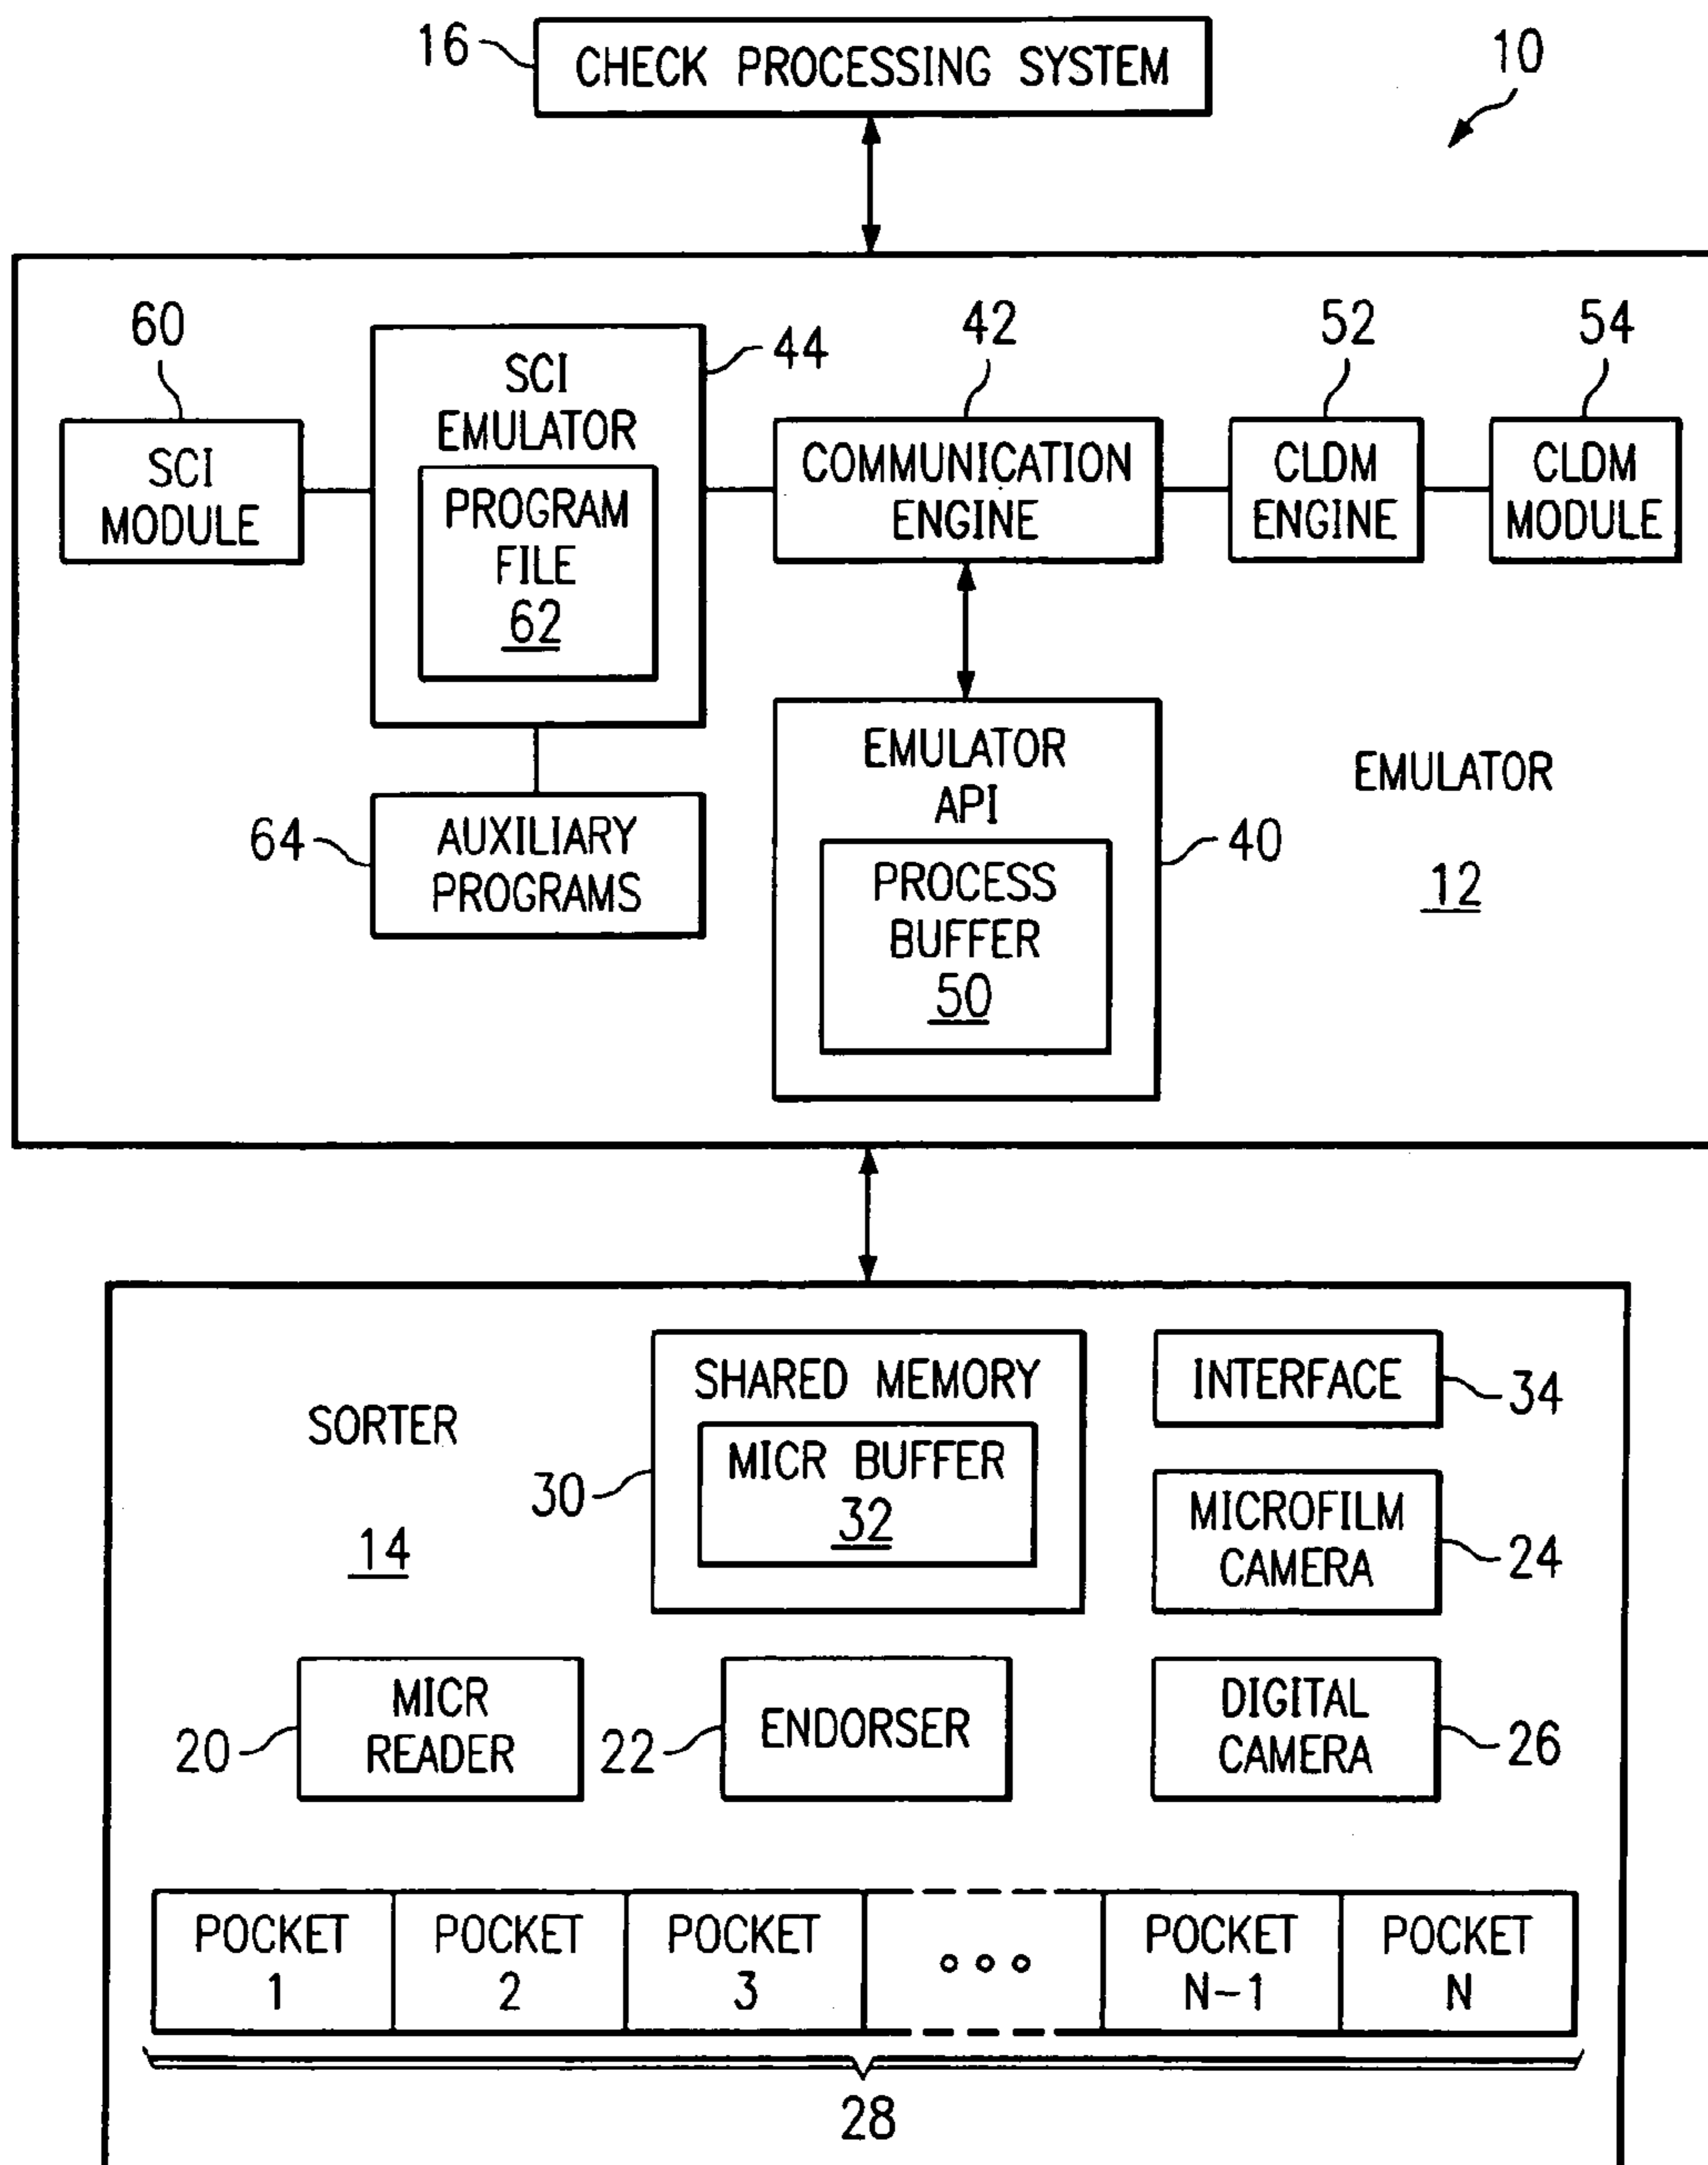 16
CHECK PROCESSING SYSTEM
10
60
SCI
MODULE
44
SCI
EMULATOR
PROGRAM
FILE
62
42
COMMUNICATION
ENGINE
52
CLDM
ENGINE
54
CLDM
MODULE
64
AUXILIARY
PROGRAMS
EMULATOR
API
PROCESS
BUFFER
50
40
EMULATOR
12
SORTER
14
SHARED MEMORY
MICR BUFFER
32
30
INTERFACE
34
MICROFILM
CAMERA
24
MICR
READER
20
22
ENDORSER
DIGITAL
CAMERA
26
POCKET
1
POCKET
2
POCKET
3
POCKET
N-1
POCKET
N
28